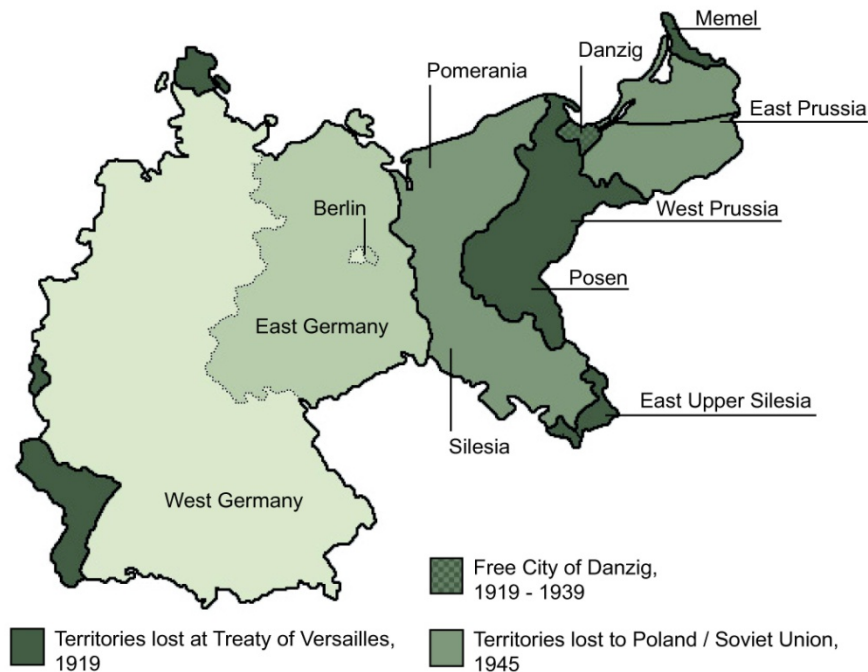 Memel
Danzig
Pomerania
East Prussia
Berlin
West Prussia
Posen
East Germany
East Upper Silesia
Silesia
West Germany
Free City of Danzig,
1919 - 1939
Territories lost at Treaty of Versailles,
1919
Territories lost to Poland / Soviet Union,
1945